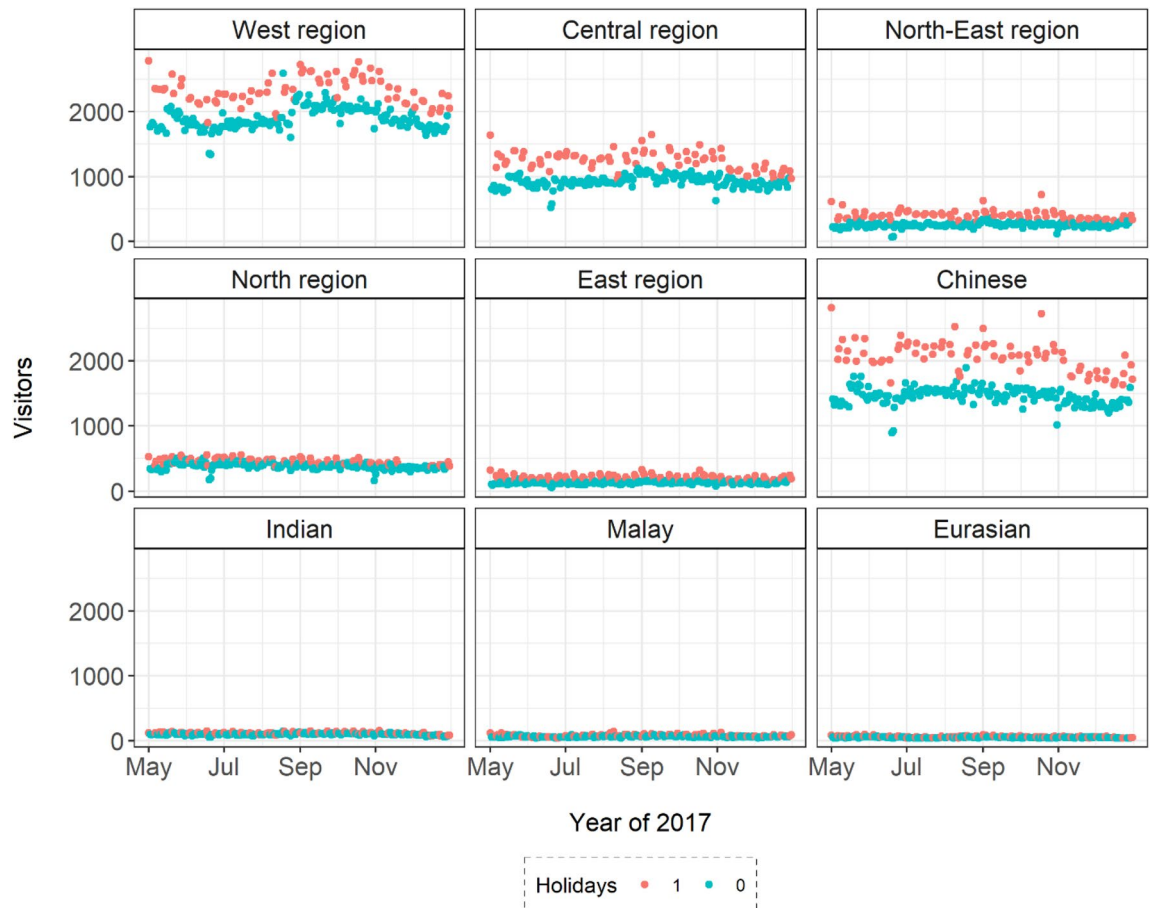 West region
Central region
North-East region
2000
1000
0
North region
East region
Chinese
2000
1000
0
Visitors
Indian
Malay
Eurasian
2000
1000
0
May Jul Sep Nov
May Jul Sep Nov
May Jul Sep Nov
Year of 2017
Holidays 1 0